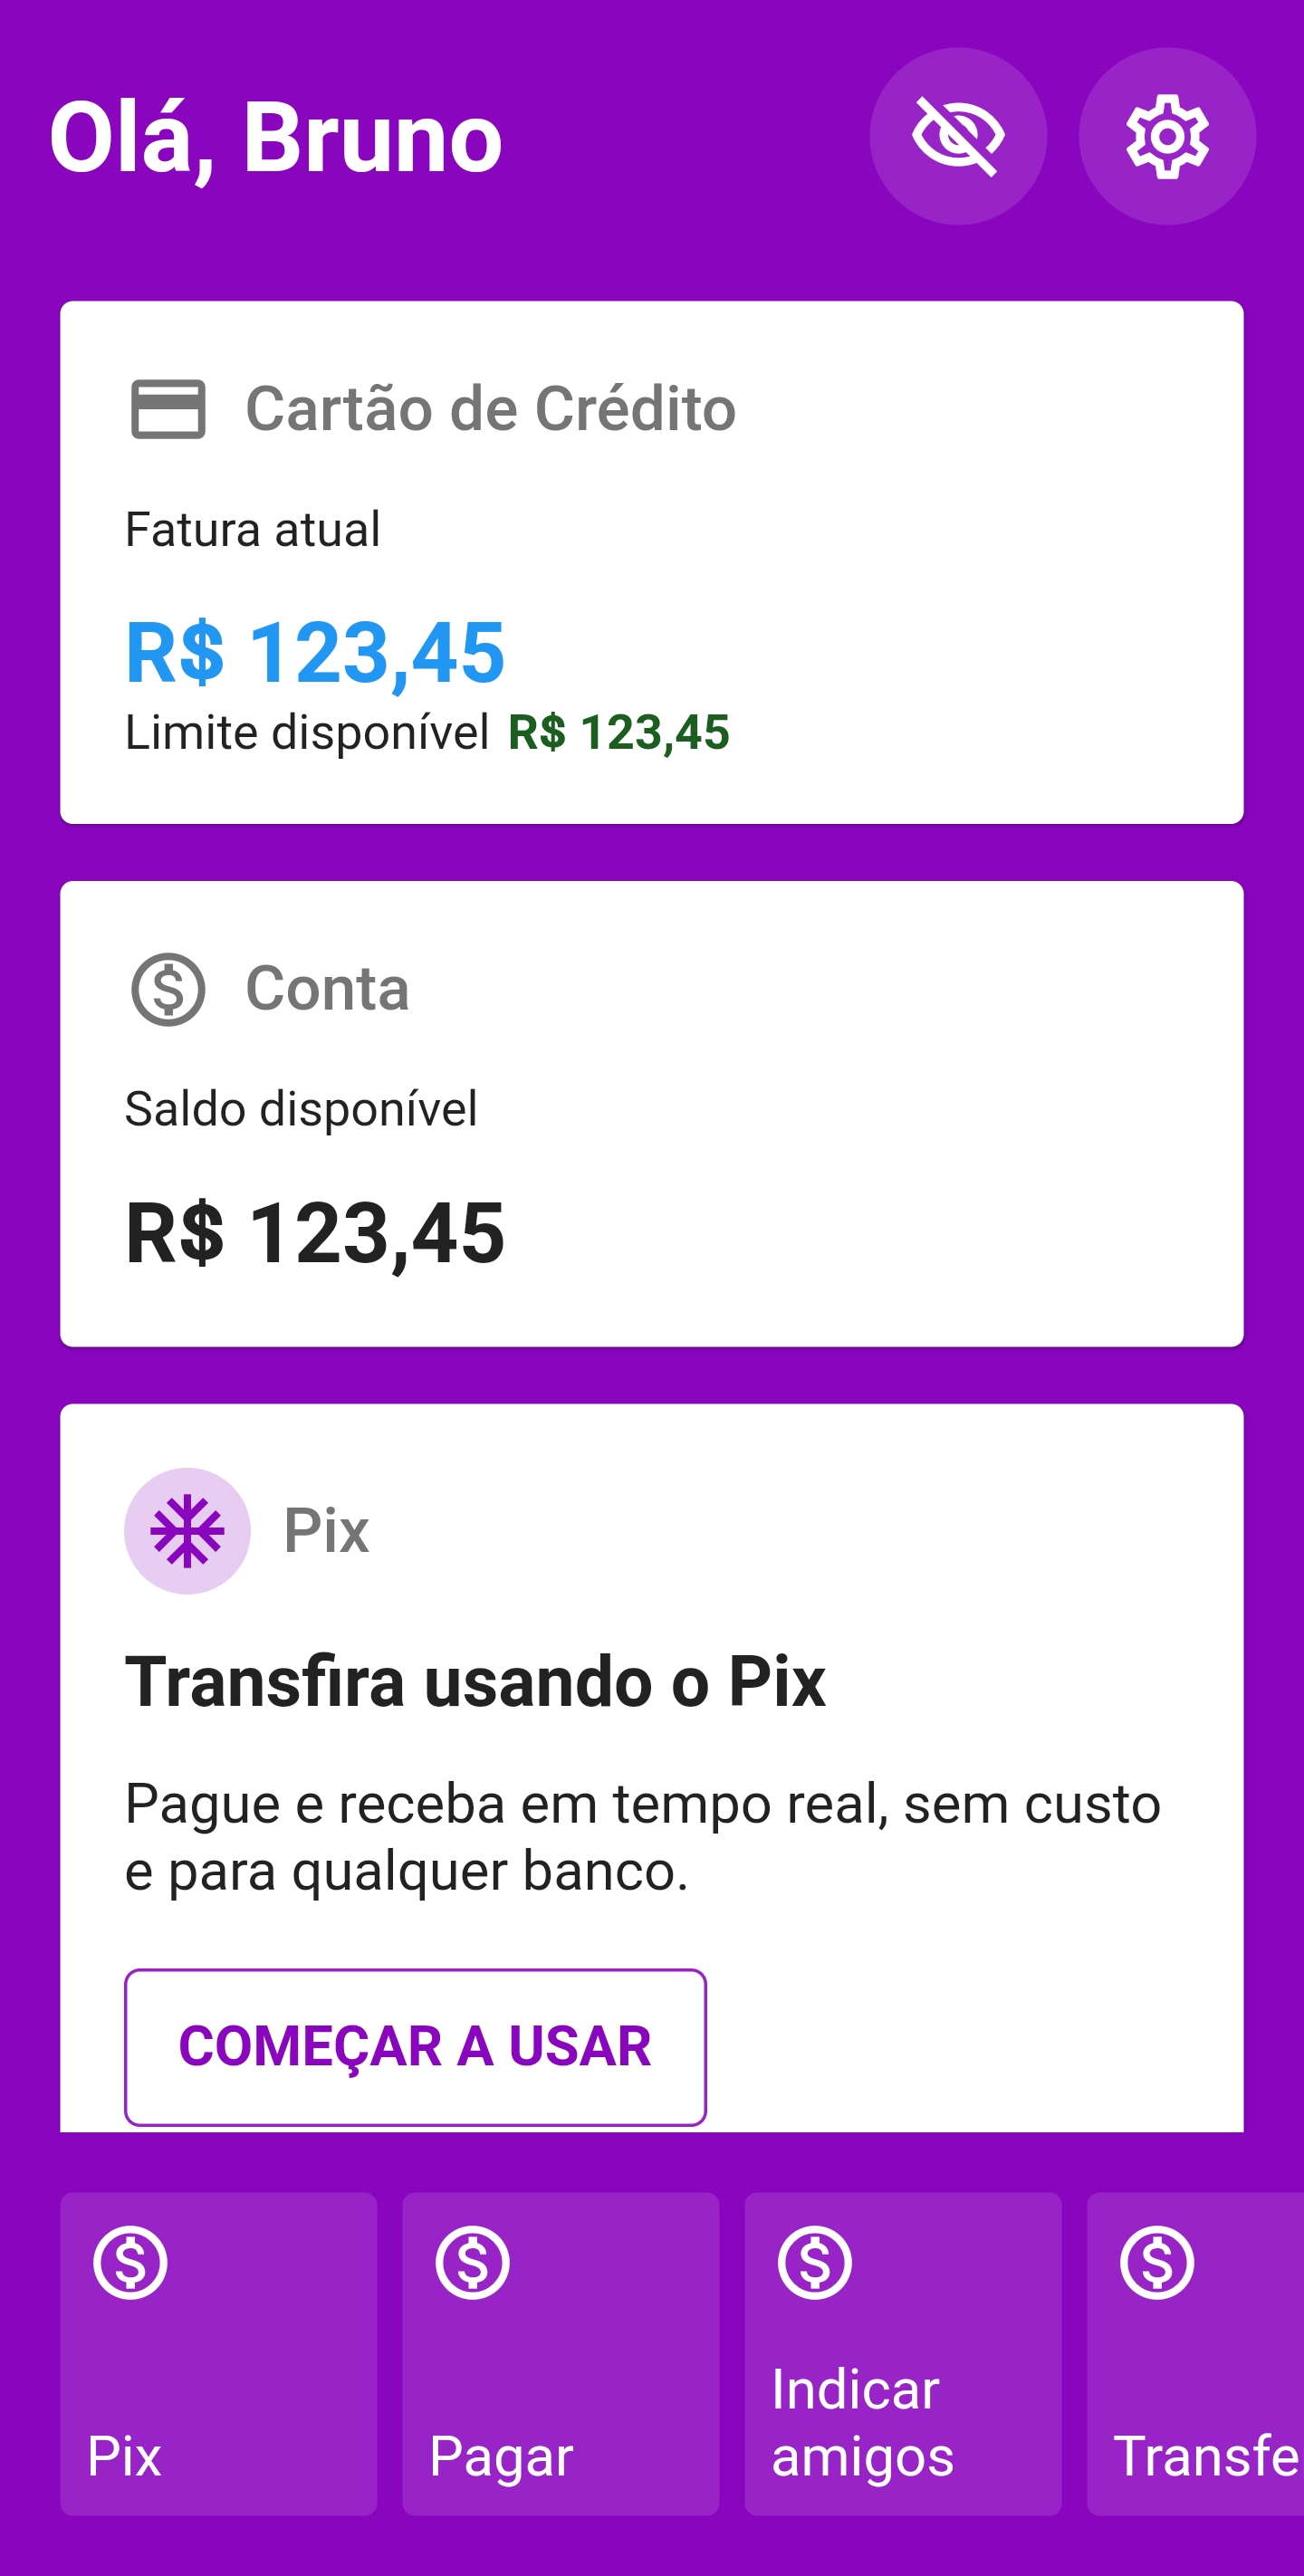 Olá, Bruno
Cartão de Crédito
Fatura atual
R$ 123,45
Limite disponível R$ 123,45
Conta
Saldo disponível
R$ 123,45
Pix
Transfira usando o Pix
Pague e receba em tempo real, sem custo
e para qualquer banco.
COMEÇAR A USAR
Pix
Pagar
Indicar
amigos
Transfe